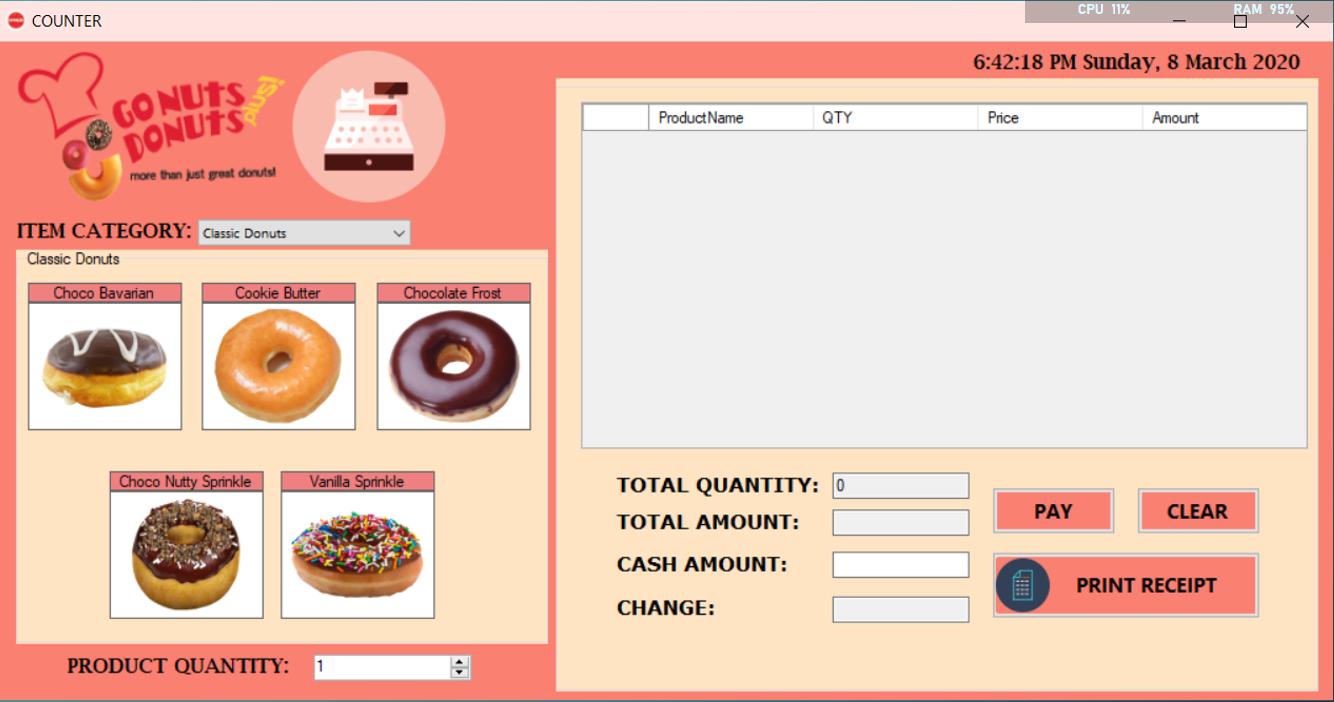 COUNTER
CPU 11% RAM 95%
6:42:18 PM Sunday, 8 March 2020
GO NUTS
DONUTS
plus!
more than just great donuts!
ITEM CATEGORY: Classic Donuts
Classic Donuts
Choco Bavarian Cookie Butter Chocolate Frost
Choco Nutty Sprinkle Vanilla Sprinkle
PRODUCT QUANTITY: 1
ProductName QTY Price Amount
TOTAL QUANTITY: 0
TOTAL AMOUNT:
CASH AMOUNT:
CHANGE:
PAY CLEAR
PRINT RECEIPT